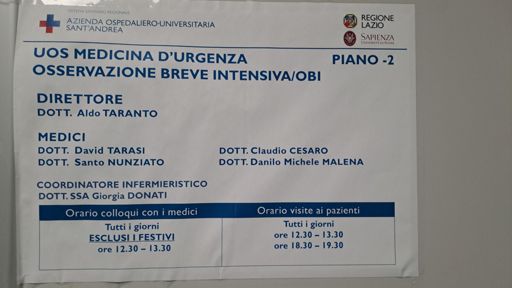 SISTEMA SANITARIO REGIONALE
AZIENDA OSPEDALIERO-UNIVERSITARIA
SANT'ANDREA
REGIONE
LAZIO
SAPIENZA
UNIVERSITÀ DI ROMA
UOS MEDICINA D'URGENZA
PIANO -2
OSSERVAZIONE BREVE INTENSIVA/OBI
DIRETTORE
DOTT. Aldo TARANTO
MEDICI
DOTT. David TARASI
DOTT. Claudio CESARO
DOTT. Santo NUNZIATO
DOTT. Danilo Michele MALENA
COORDINATORE INFERMIERISTICO
DOTT. SSA Giorgia DONATI
Orario colloqui con i medici
Tutti i giorni
ESCLUSI I FESTIVI
ore 12.30 – 13.30
Orario visite ai pazienti
Tutti i giorni
ore 12.30 – 13.30
ore 18.30 – 19.30